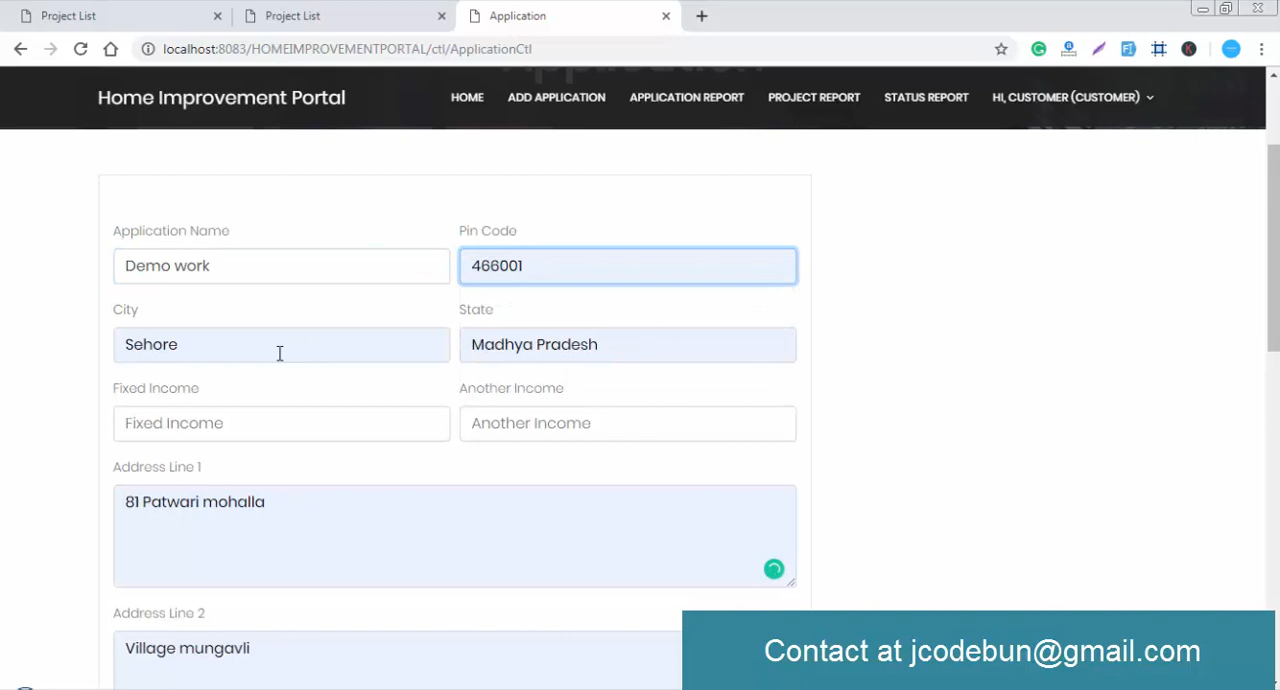 Project List
Project List
Application
localhost:8083/HOMEIMPROVEMENTPORTAL/ctl/ApplicationCtl
Home Improvement Portal
HOME
ADD APPLICATION
APPLICATION REPORT
PROJECT REPORT
STATUS REPORT
HI, CUSTOMER (CUSTOMER)
Application Name
Pin Code
Demo work
466001
City
State
Sehore
Madhya Pradesh
Fixed Income
Another Income
Fixed Income
Another Income
Address Line 1
81 Patwari mohalla
Address Line 2
Village mungavli
Contact at jcodebun@gmail.com